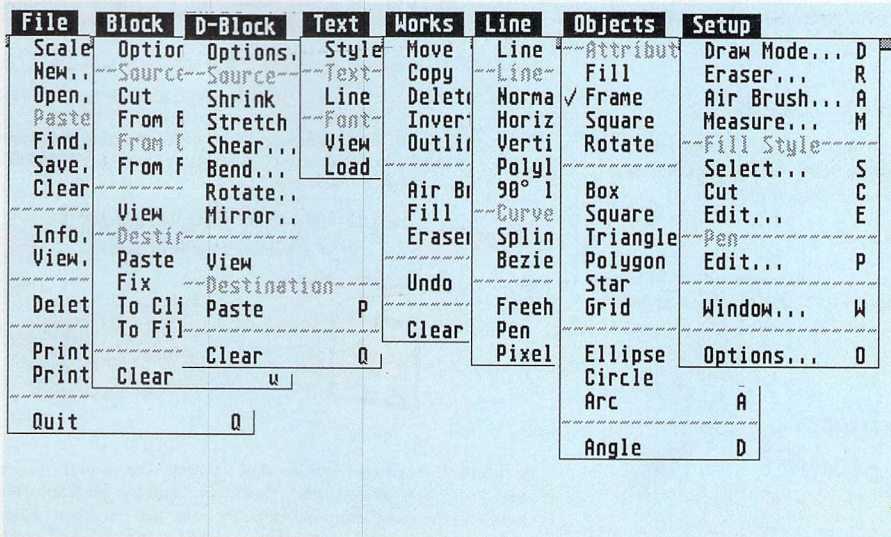 File
Scale
New..
Open.
Paste
Find.
Save.
Clear
Info.
View.
Delet
Print
Print
Quit Q
Block
Option
--Source
Cut
From B
From C
From F
View
--Destin
Paste
Fix
To Cli
To Fil
Clear W
D-Block
Options.
--Source--
Shrink
Stretch
Shear...
Bend...
Rotate..
Mirror..
View
--Destination--
Paste P
Clear Q
Text
Style
--Text-
Line
--Font-
View
Load
Works
Move
Copy
Delete
Inver
Outlin
Air Br
Fill
Eraser
Undo
Clear
Line
Line
--Line-
Norma
Horiz
Verti
Polyl
90° l
--Curve
Splin
Bezie
Freeh
Pen
Pixel
Objects
--Attribut
Fill
√ Frame
Square
Rotate
Box
Square
Triangle
Polygon
Star
Grid
Ellipse
Circle
Arc A
Angle D
Setup
Draw Mode... D
Eraser... R
Air Brush... A
Measure... M
--Fill Style--
Select... S
Cut C
Edit... E
--Pen--
Edit... P
Window... W
Options... O